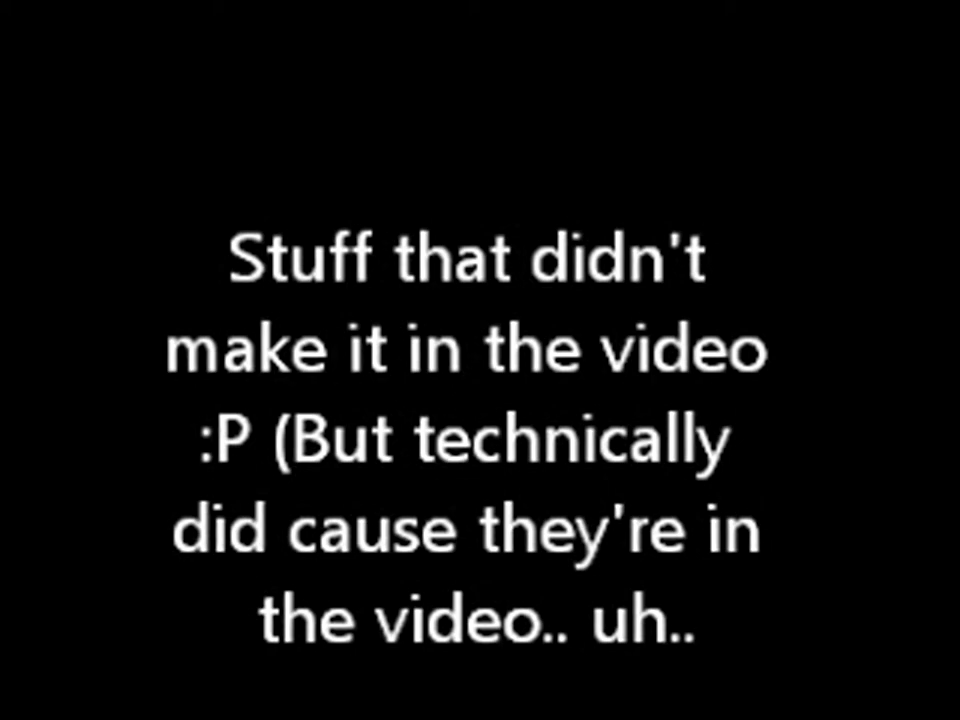 Stuff that didn't
make it in the video
:P (But technically
did cause they're in
the video.. uh..